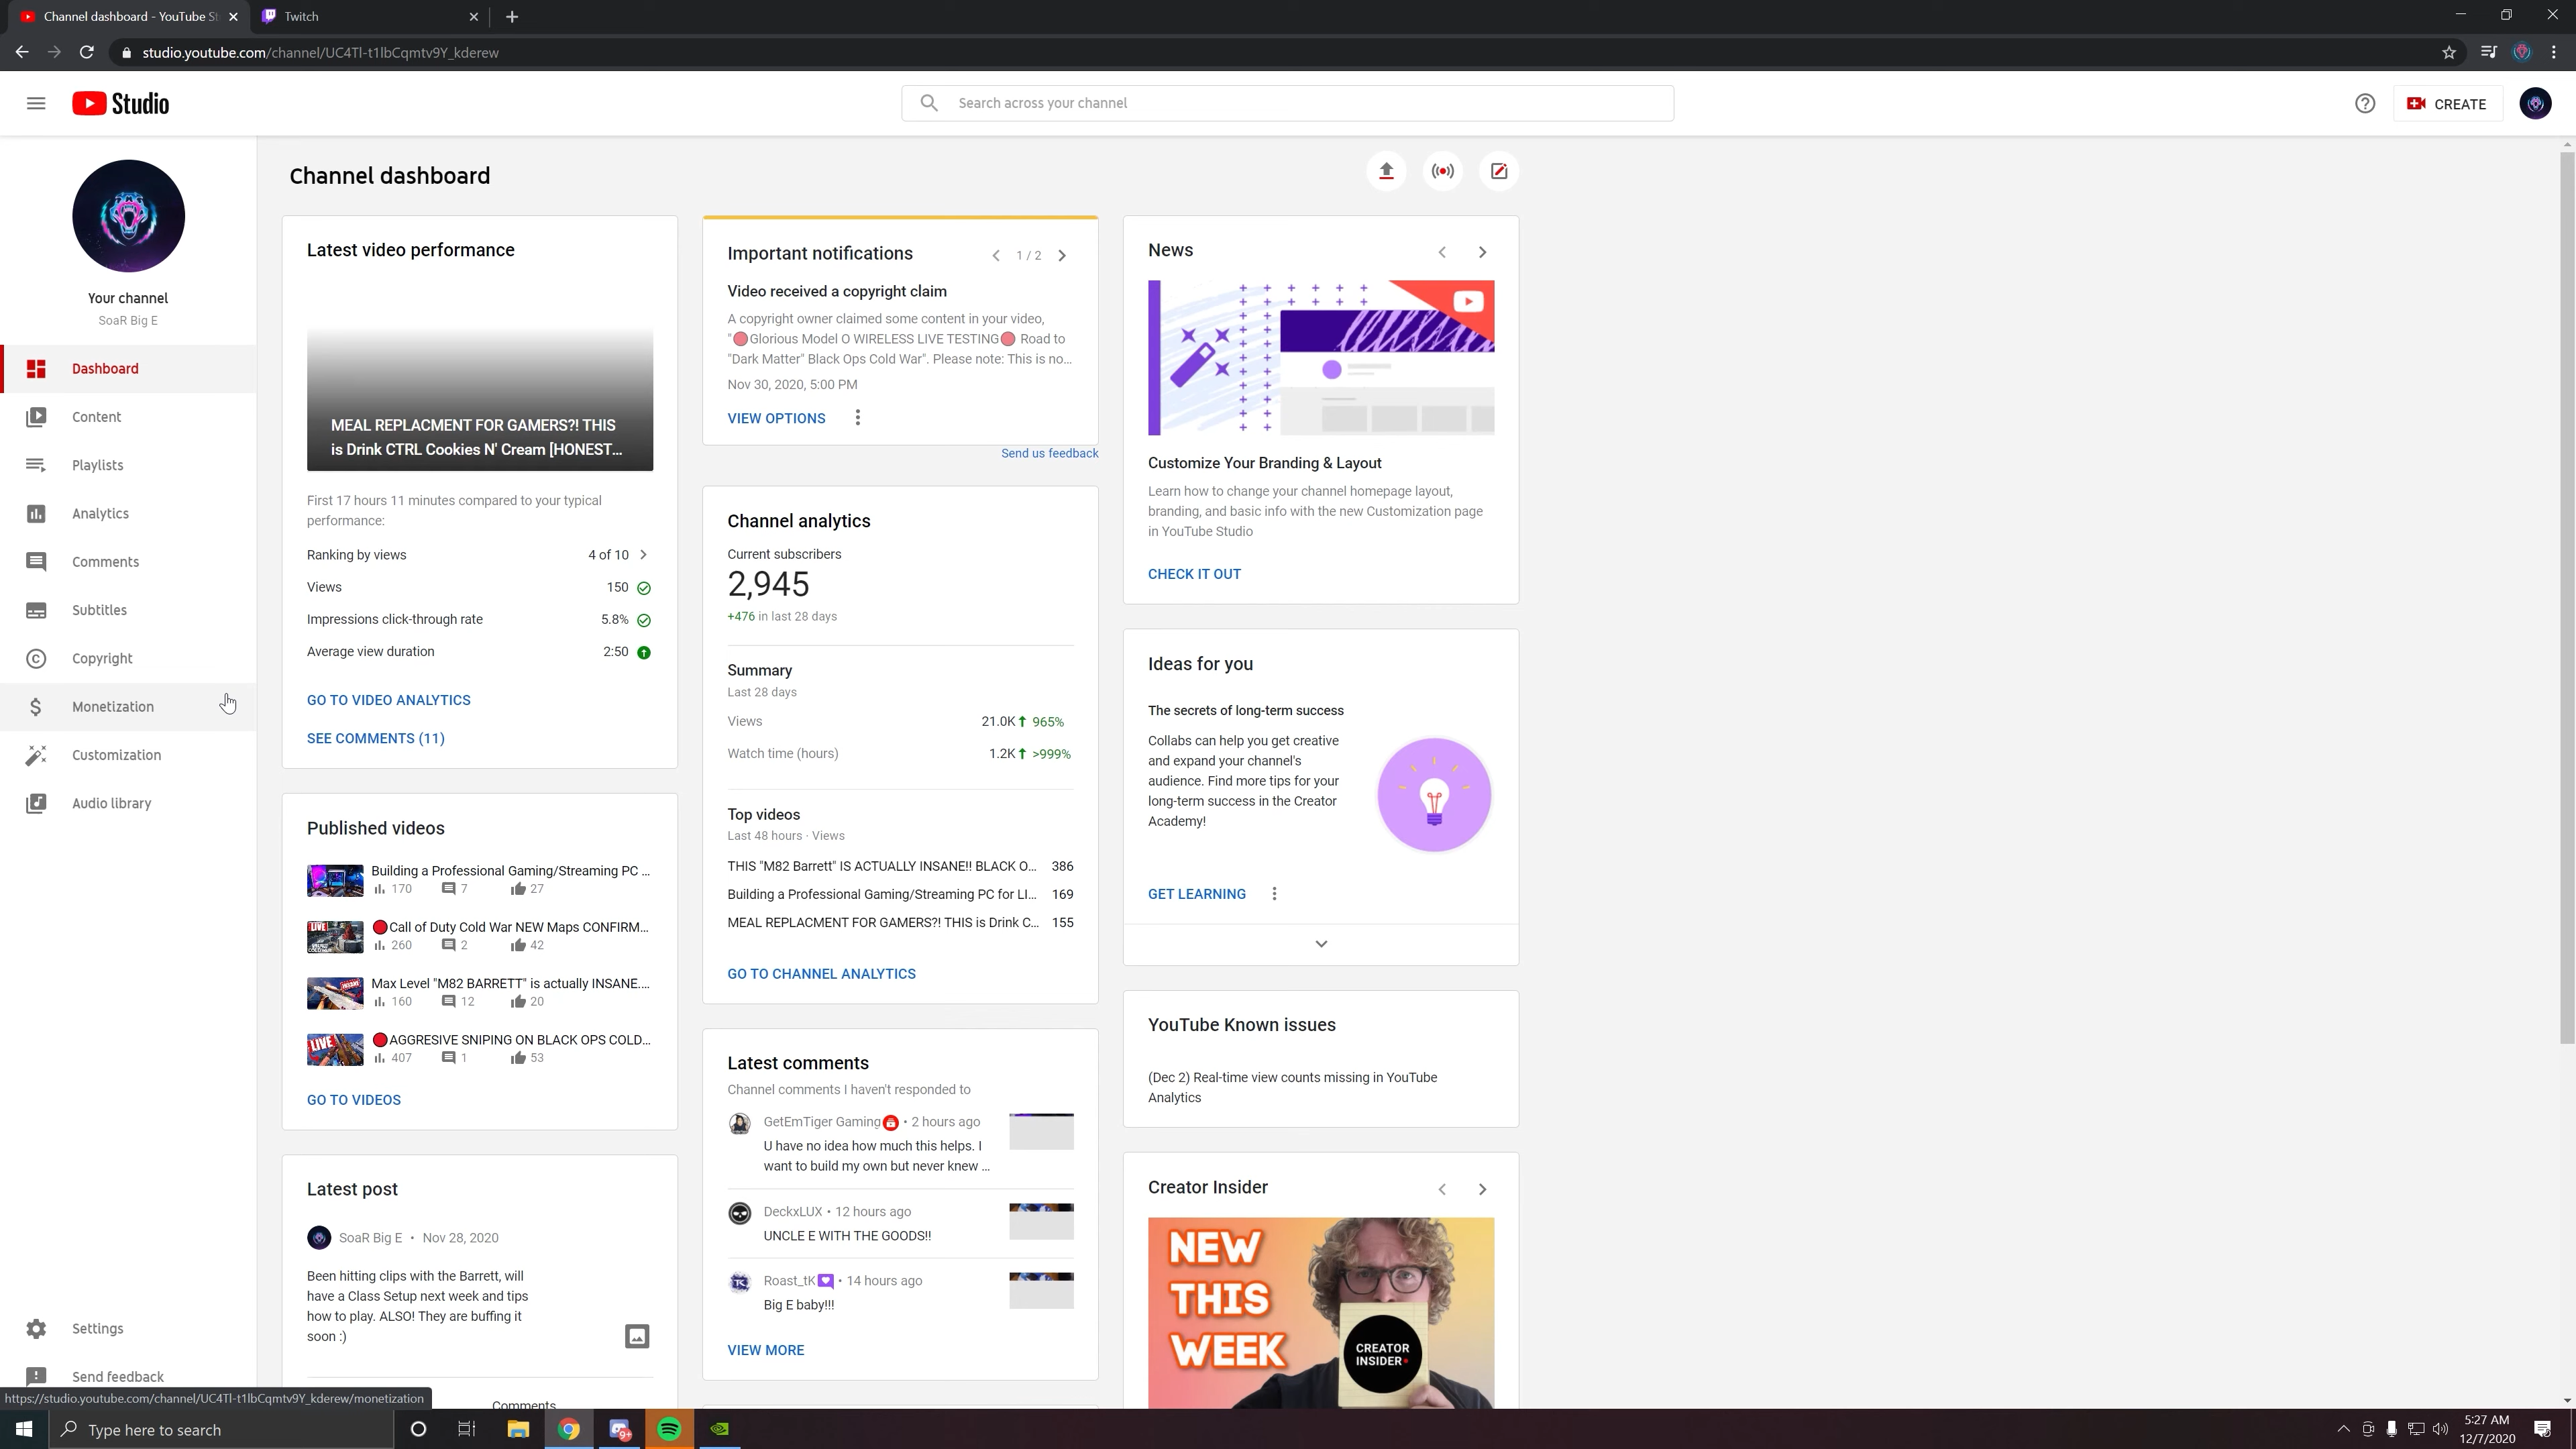 Channel dashboard - YouTube St
Twitch
studio.youtube.com/channel/UC4Tl-t1lbCqmtv9Y_kderew
Studio
Search across your channel
CREATE
Your channel
SoaR Big E
Dashboard
Content
Playlists
Analytics
Comments
Subtitles
Copyright
Monetization
Customization
Audio library
Settings
Send feedback
https://studio.youtube.com/channel/UC4Tl-t1lbCqmtv9Y_kderew/monetization
Channel dashboard
Latest video performance
MEAL REPLACMENT FOR GAMERS?! THIS
is Drink CTRL Cookies N' Cream [HONEST...
First 17 hours 11 minutes compared to your typical
performance:
Ranking by views 4 of 10
Views 150
Impressions click-through rate 5.8%
Average view duration 2:50
GO TO VIDEO ANALYTICS
SEE COMMENTS (11)
Published videos
Building a Professional Gaming/Streaming PC ...
170 7 27
🔴Call of Duty Cold War NEW Maps CONFIRM...
260 2 42
Max Level "M82 BARRETT" is actually INSANE....
160 12 20
LIVE
🔴AGGRESIVE SNIPING ON BLACK OPS COLD...
407 1 53
GO TO VIDEOS
Latest post
SoaR Big E • Nov 28, 2020
Been hitting clips with the Barrett, will
have a Class Setup next week and tips
how to play. ALSO! They are buffing it
soon :)
Comments
Important notifications 1 / 2
Video received a copyright claim
A copyright owner claimed some content in your video,
"🔴Glorious Model O WIRELESS LIVE TESTING🔴 Road to
"Dark Matter" Black Ops Cold War". Please note: This is no...
Nov 30, 2020, 5:00 PM
VIEW OPTIONS
Send us feedback
Channel analytics
Current subscribers
2,945
+476 in last 28 days
Summary
Last 28 days
Views 21.0K 965%
Watch time (hours) 1.2K >999%
Top videos
Last 48 hours · Views
THIS "M82 Barrett" IS ACTUALLY INSANE!! BLACK O... 386
Building a Professional Gaming/Streaming PC for LI... 169
MEAL REPLACMENT FOR GAMERS?! THIS is Drink C... 155
GO TO CHANNEL ANALYTICS
Latest comments
Channel comments I haven't responded to
GetEmTiger Gaming • 2 hours ago
U have no idea how much this helps. I
want to build my own but never knew ...
DeckxLUX • 12 hours ago
UNCLE E WITH THE GOODS!!
Roast_tK • 14 hours ago
Big E baby!!!
VIEW MORE
News
Customize Your Branding & Layout
Learn how to change your channel homepage layout,
branding, and basic info with the new Customization page
in YouTube Studio
CHECK IT OUT
Ideas for you
The secrets of long-term success
Collabs can help you get creative
and expand your channel's
audience. Find more tips for your
long-term success in the Creator
Academy!
GET LEARNING
YouTube Known issues
(Dec 2) Real-time view counts missing in YouTube
Analytics
Creator Insider
NEW
THIS
WEEK
CREATOR
INSIDER
Type here to search
9+
5:27 AM
12/7/2020